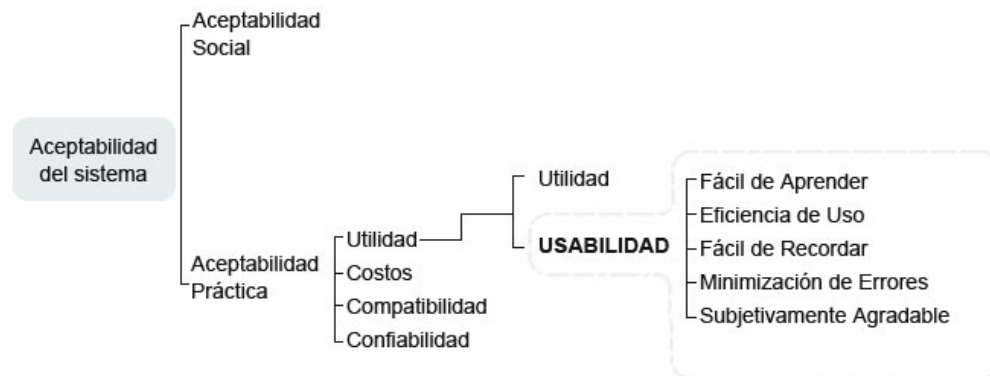 Aceptabilidad
Social
Aceptabilidad
del sistema
Aceptabilidad
Práctica
Utilidad
Costos
Compatibilidad
Confiabilidad
Utilidad
USABILIDAD
Fácil de Aprender
Eficiencia de Uso
Fácil de Recordar
Minimización de Errores
Subjetivamente Agradable